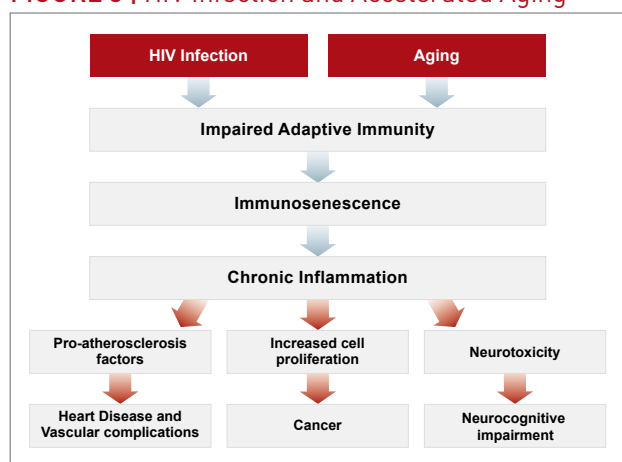 HIV Infection and Accelerated Aging
HIV Infection
Aging
Impaired Adaptive Immunity
Immunosenescence
Chronic Inflammation
Pro-atherosclerosis
factors
Increased cell
proliferation
Neurotoxicity
Heart Disease and
Vascular complications
Cancer
Neurocognitive
impairment